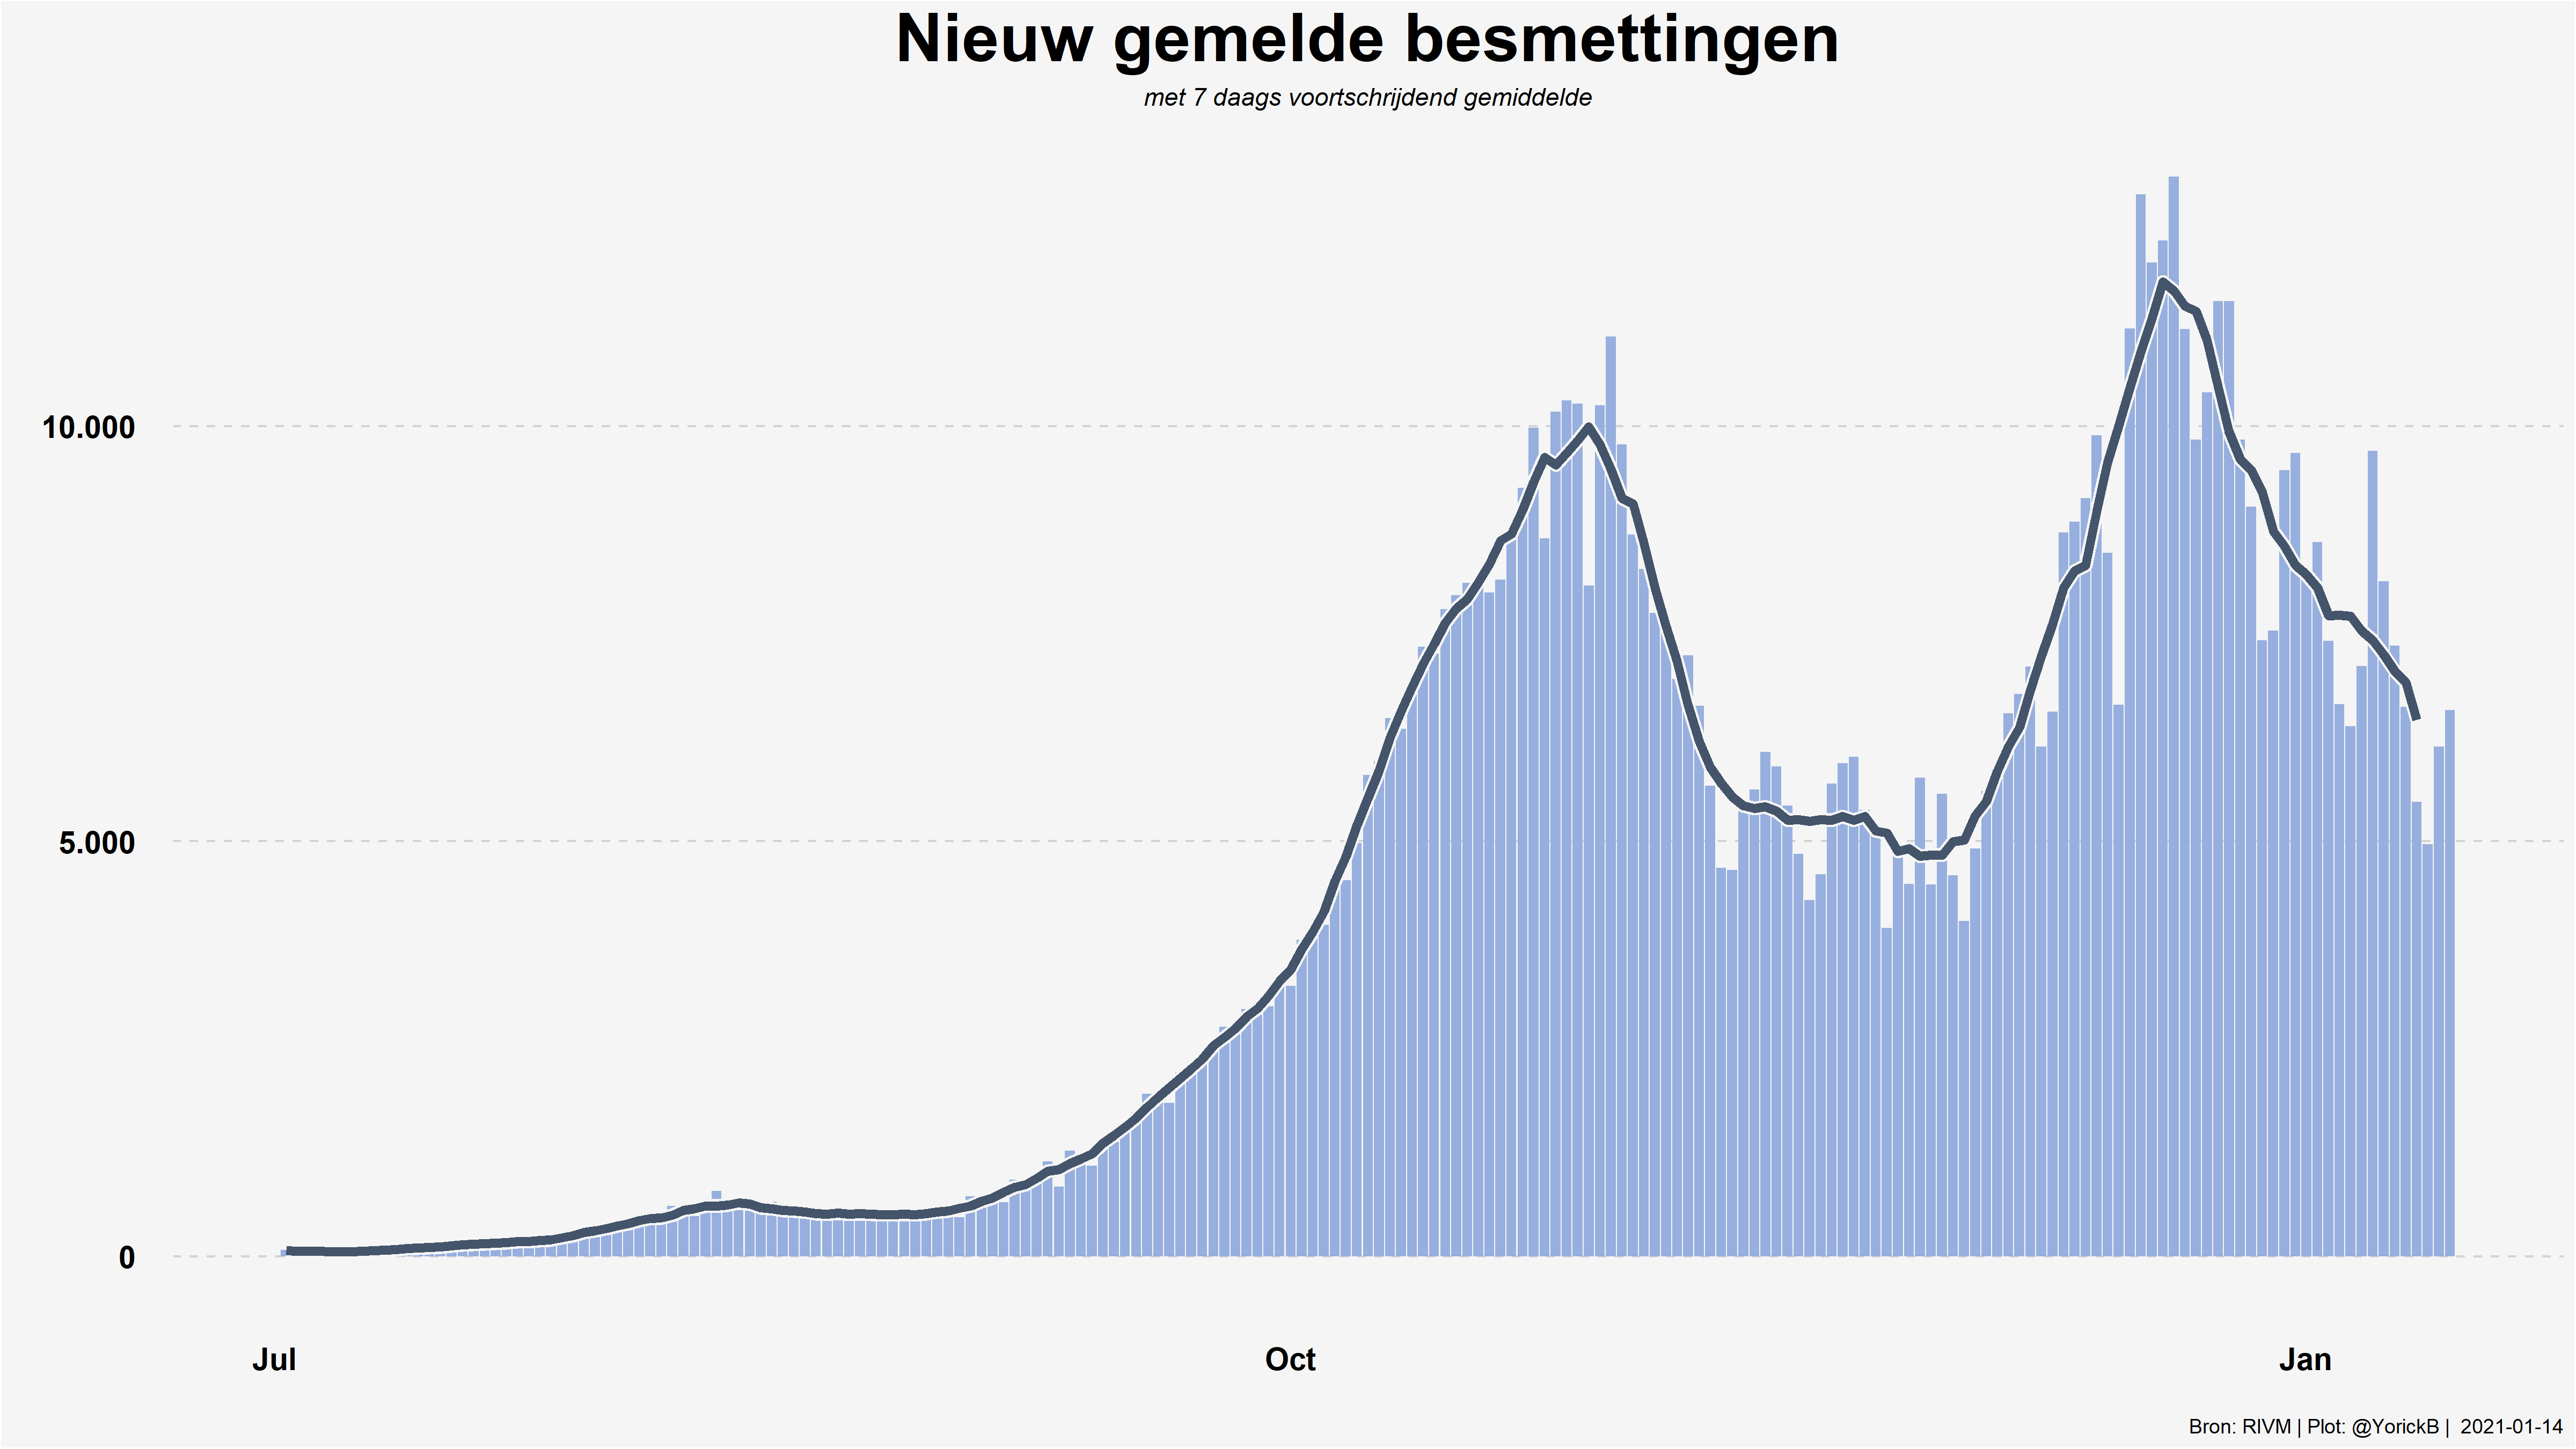 Nieuw gemelde besmettingen
met 7 daags voortschrijdend gemiddelde
10.000
5.000
0
Jul Oct Jan
Bron: RIVM | Plot: @YorickB | 2021-01-14